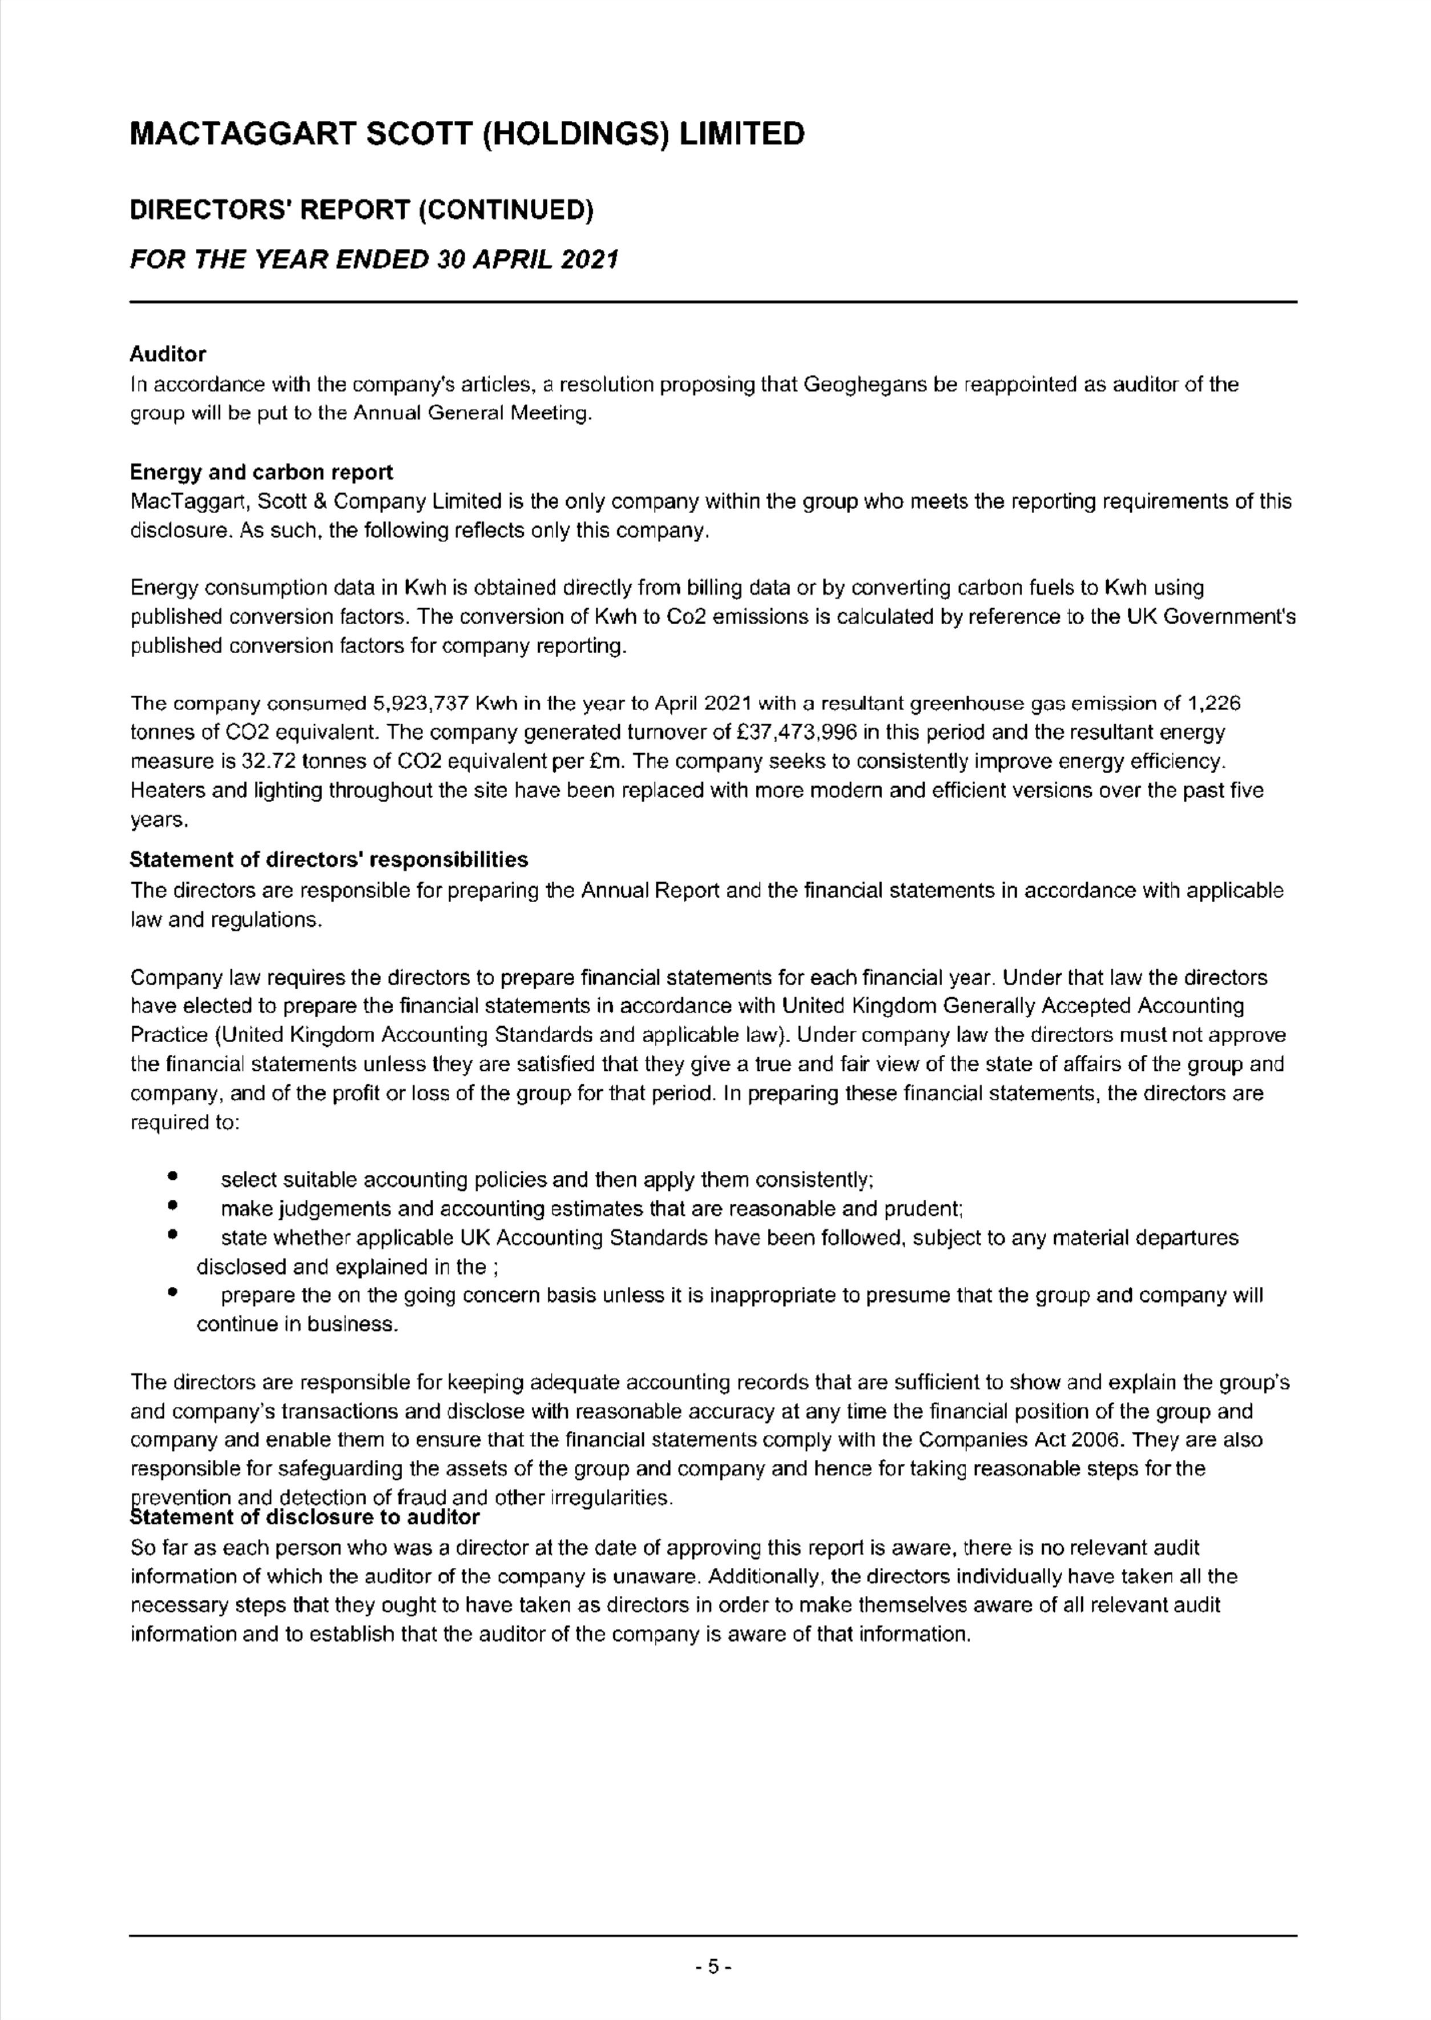 MACTAGGART SCOTT (HOLDINGS) LIMITED
DIRECTORS' REPORT (CONTINUED)
FOR THE YEAR ENDED 30 APRIL 2021
Auditor
In accordance with the company's articles, a resolution proposing that Geoghegans be reappointed as auditor of the
group will be put to the Annual General Meeting.
Energy and carbon report
MacTaggart, Scott & Company Limited is the only company within the group who meets the reporting requirements of this
disclosure. As such, the following reflects only this company.
Energy consumption data in Kwh is obtained directly from billing data or by converting carbon fuels to Kwh using
published conversion factors. The conversion of Kwh to Co2 emissions is calculated by reference to the UK Government's
published conversion factors for company reporting.
The company consumed 5,923,737 Kwh in the year to April 2021 with a resultant greenhouse gas emission of 1,226
tonnes of CO2 equivalent. The company generated turnover of £37,473,996 in this period and the resultant energy
measure is 32.72 tonnes of CO2 equivalent per £m. The company seeks to consistently improve energy efficiency.
Heaters and lighting throughout the site have been replaced with more modern and efficient versions over the past five
years.
Statement of directors' responsibilities
The directors are responsible for preparing the Annual Report and the financial statements in accordance with applicable
law and regulations.
Company law requires the directors to prepare financial statements for each financial year. Under that law the directors
have elected to prepare the financial statements in accordance with United Kingdom Generally Accepted Accounting
Practice (United Kingdom Accounting Standards and applicable law). Under company law the directors must not approve
the financial statements unless they are satisfied that they give a true and fair view of the state of affairs of the group and
company, and of the profit or loss of the group for that period. In preparing these financial statements, the directors are
required to:
• select suitable accounting policies and then apply them consistently;
• make judgements and accounting estimates that are reasonable and prudent;
• state whether applicable UK Accounting Standards have been followed, subject to any material departures
disclosed and explained in the ;
• prepare the on the going concern basis unless it is inappropriate to presume that the group and company will
continue in business.
The directors are responsible for keeping adequate accounting records that are sufficient to show and explain the group's
and company's transactions and disclose with reasonable accuracy at any time the financial position of the group and
company and enable them to ensure that the financial statements comply with the Companies Act 2006. They are also
responsible for safeguarding the assets of the group and company and hence for taking reasonable steps for the
prevention and detection of fraud and other irregularities.
Statement of disclosure to auditor
So far as each person who was a director at the date of approving this report is aware, there is no relevant audit
information of which the auditor of the company is unaware. Additionally, the directors individually have taken all the
necessary steps that they ought to have taken as directors in order to make themselves aware of all relevant audit
information and to establish that the auditor of the company is aware of that information.
- 5 -